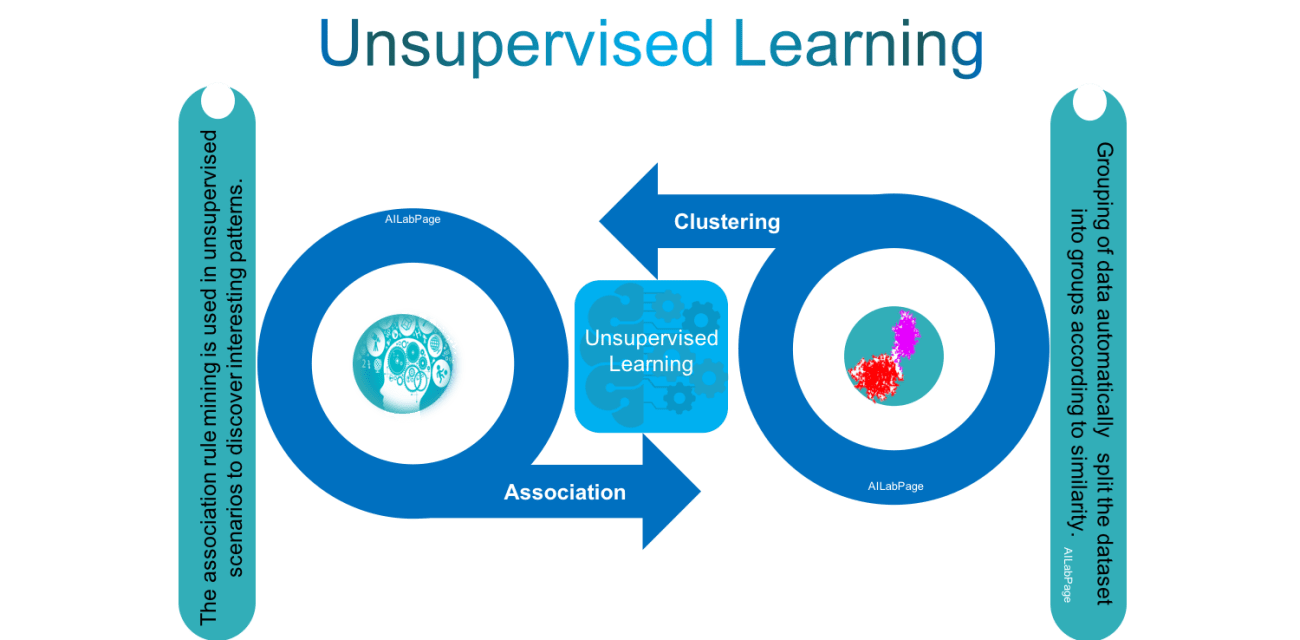 Unsupervised Learning
The association rule mining is used in unsupervised
scenarios to discover interesting patterns.
AILabPage
Clustering
Unsupervised
Learning
Association
AILabPage
Grouping of data automatically split the dataset
into groups according to similarity.
AILabPage